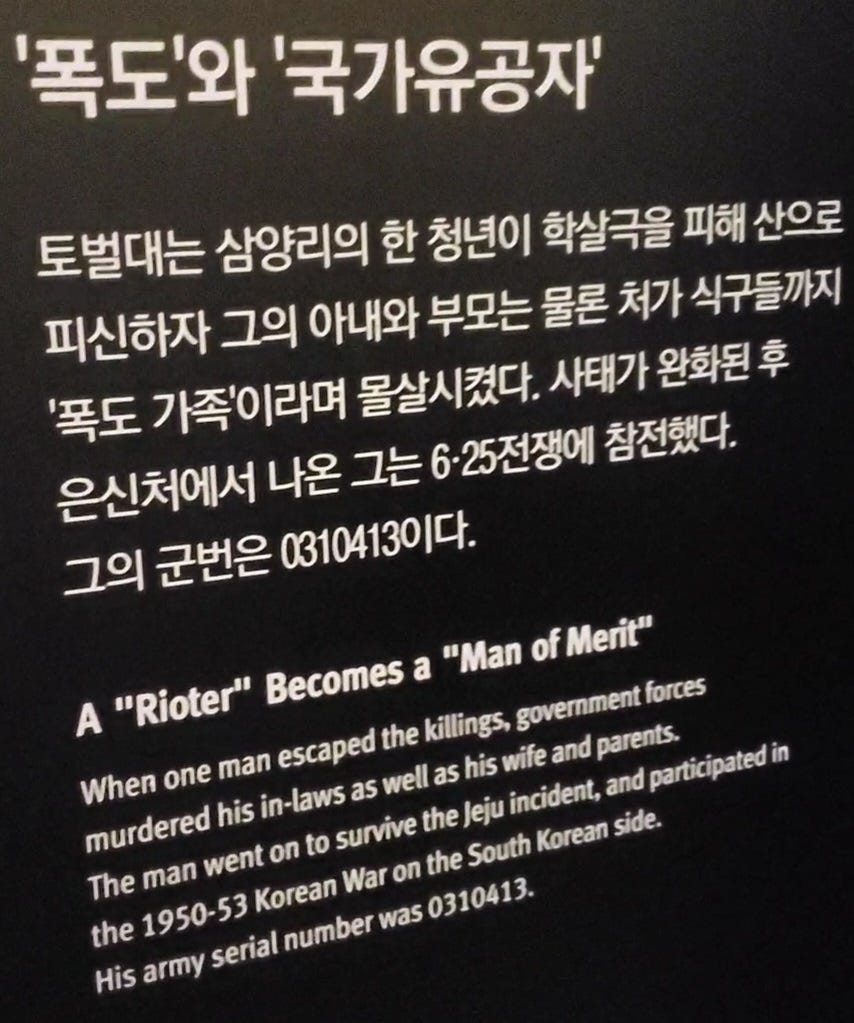 '폭도'와 '국가유공자'
토벌대는 삼양리의 한 청년이 학살극을 피해 산으로
피신하자 그의 아내와 부모는 물론 처가 식구들까지
'폭도 가족'이라며 몰살시켰다. 사태가 완화된 후
은신처에서 나온 그는 6·25전쟁에 참전했다.
그의 군번은 0310413이다.
A "Rioter" Becomes a "Man of Merit"
When one man escaped the killings, government forces
murdered his in-laws as well as his wife and parents.
The man went on to survive the Jeju incident, and participated in
the 1950-53 Korean War on the South Korean side.
His army serial number was 0310413.